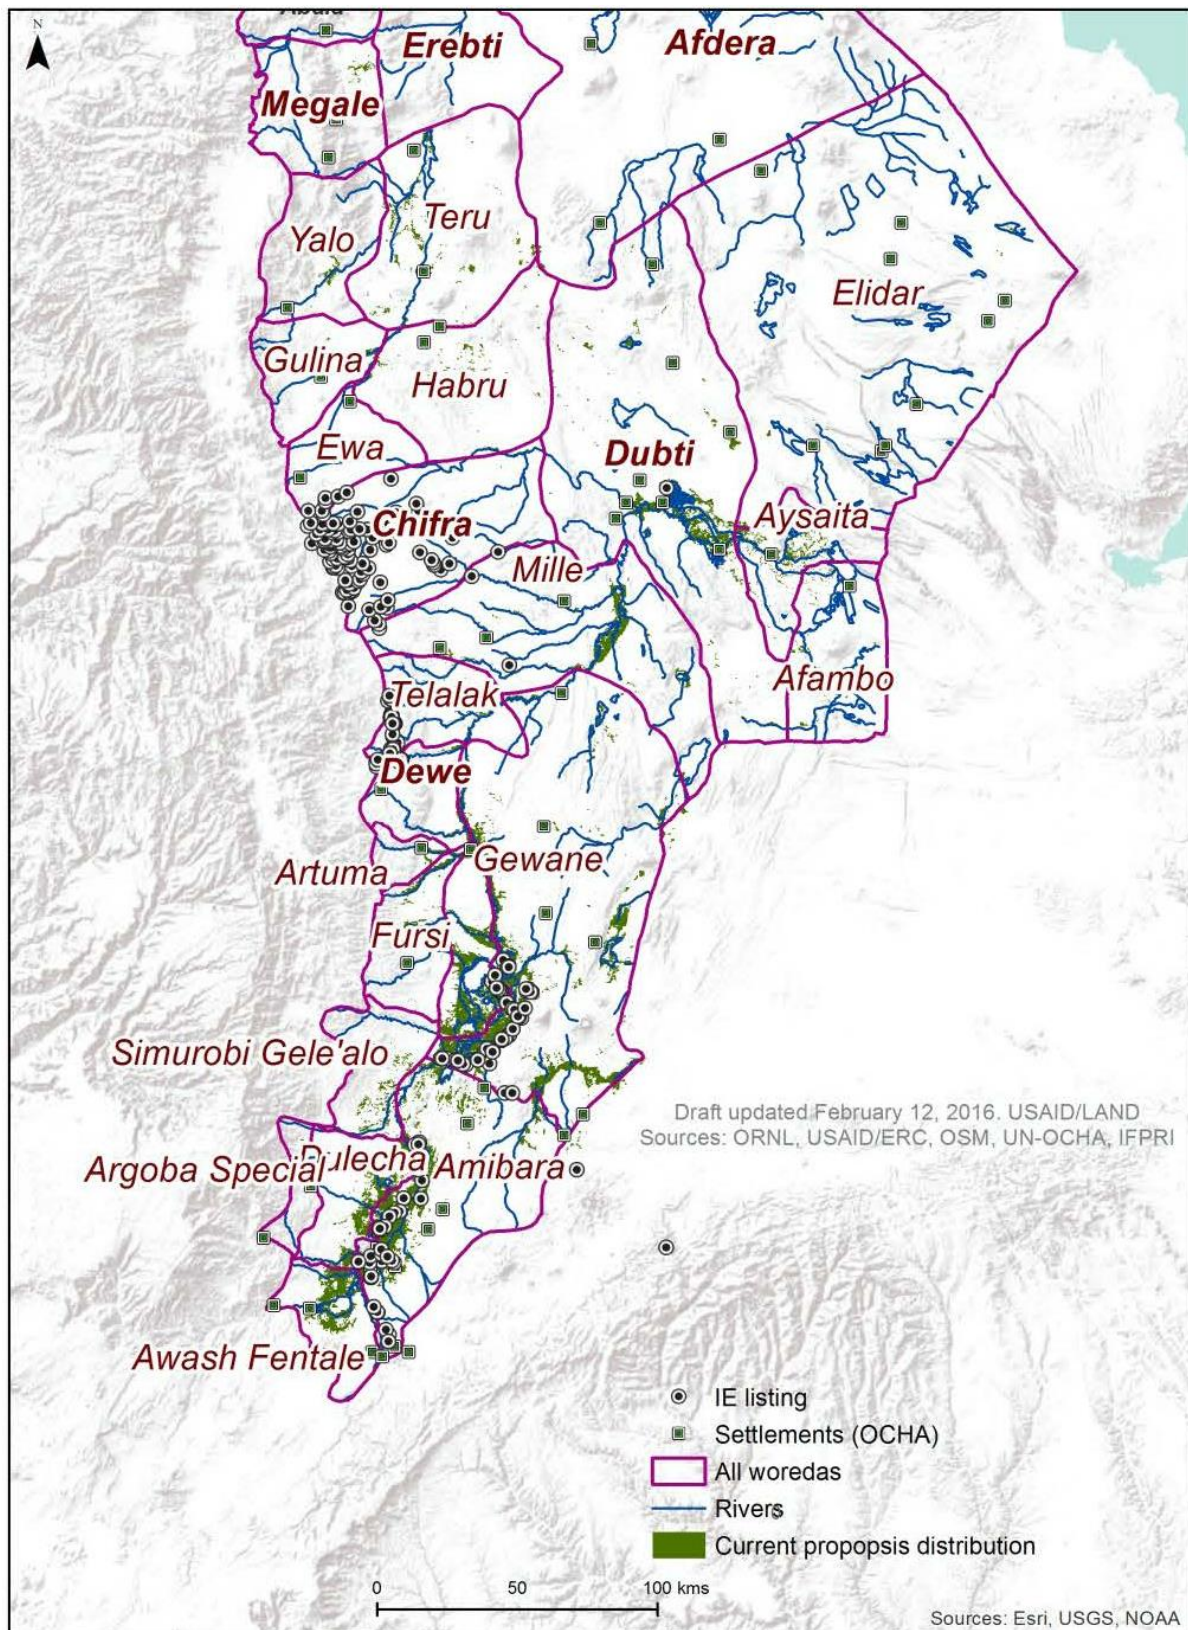 N
Erebti
Afdera
Megale
Teru
Yalo
Elidar
Gulina
Habru
Ewa
Dubti
Chifra
Aysaita
Mille
Telalak
Afambo
Dewe
Gewane
Artuma
Fursi
Simurobi Gele'alo
Draft updated February 12, 2016. USAID/LAND
Sources: ORNL, USAID/ERC, OSM, UN-OCHA, IFPRI
Argoba Special
Dulecha
Amibara
Awash Fentale
IE listing
Settlements (OCHA)
All woredas
Rivers
Current propopsis distribution
0 50 100 kms
Sources: Esri, USGS, NOAA